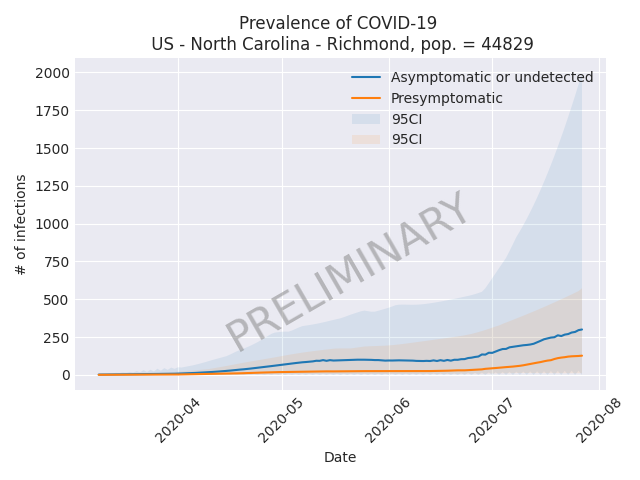 Prevalence of COVID-19
US - North Carolina - Richmond, pop. = 44829
2000
1750
1500
1250
1000
750
500
250
0
# of infections
Asymptomatic or undetected
Presymptomatic
95CI
95CI
PRELIMINARY
2020-04
2020-05
2020-06
2020-07
2020-08
Date